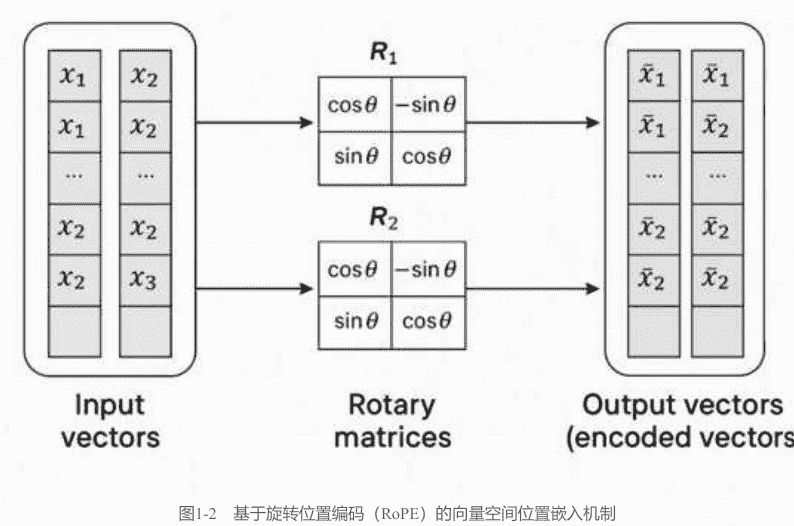 x₁ x₂
x₁ x₂
... ...
x₂ x₂
x₂ x₃
Input
vectors
R₁
cosθ −sinθ
sinθ cosθ
R₂
cosθ −sinθ
sinθ cosθ
Rotary
matrices
x̄₁ x̄₁
x̄₁ x̄₂
... ...
x̄₂ x̄₂
x̄₂ x̄₂
Output vectors
(encoded vectors
图1-2 基于旋转位置编码（RoPE）的向量空间位置嵌入机制